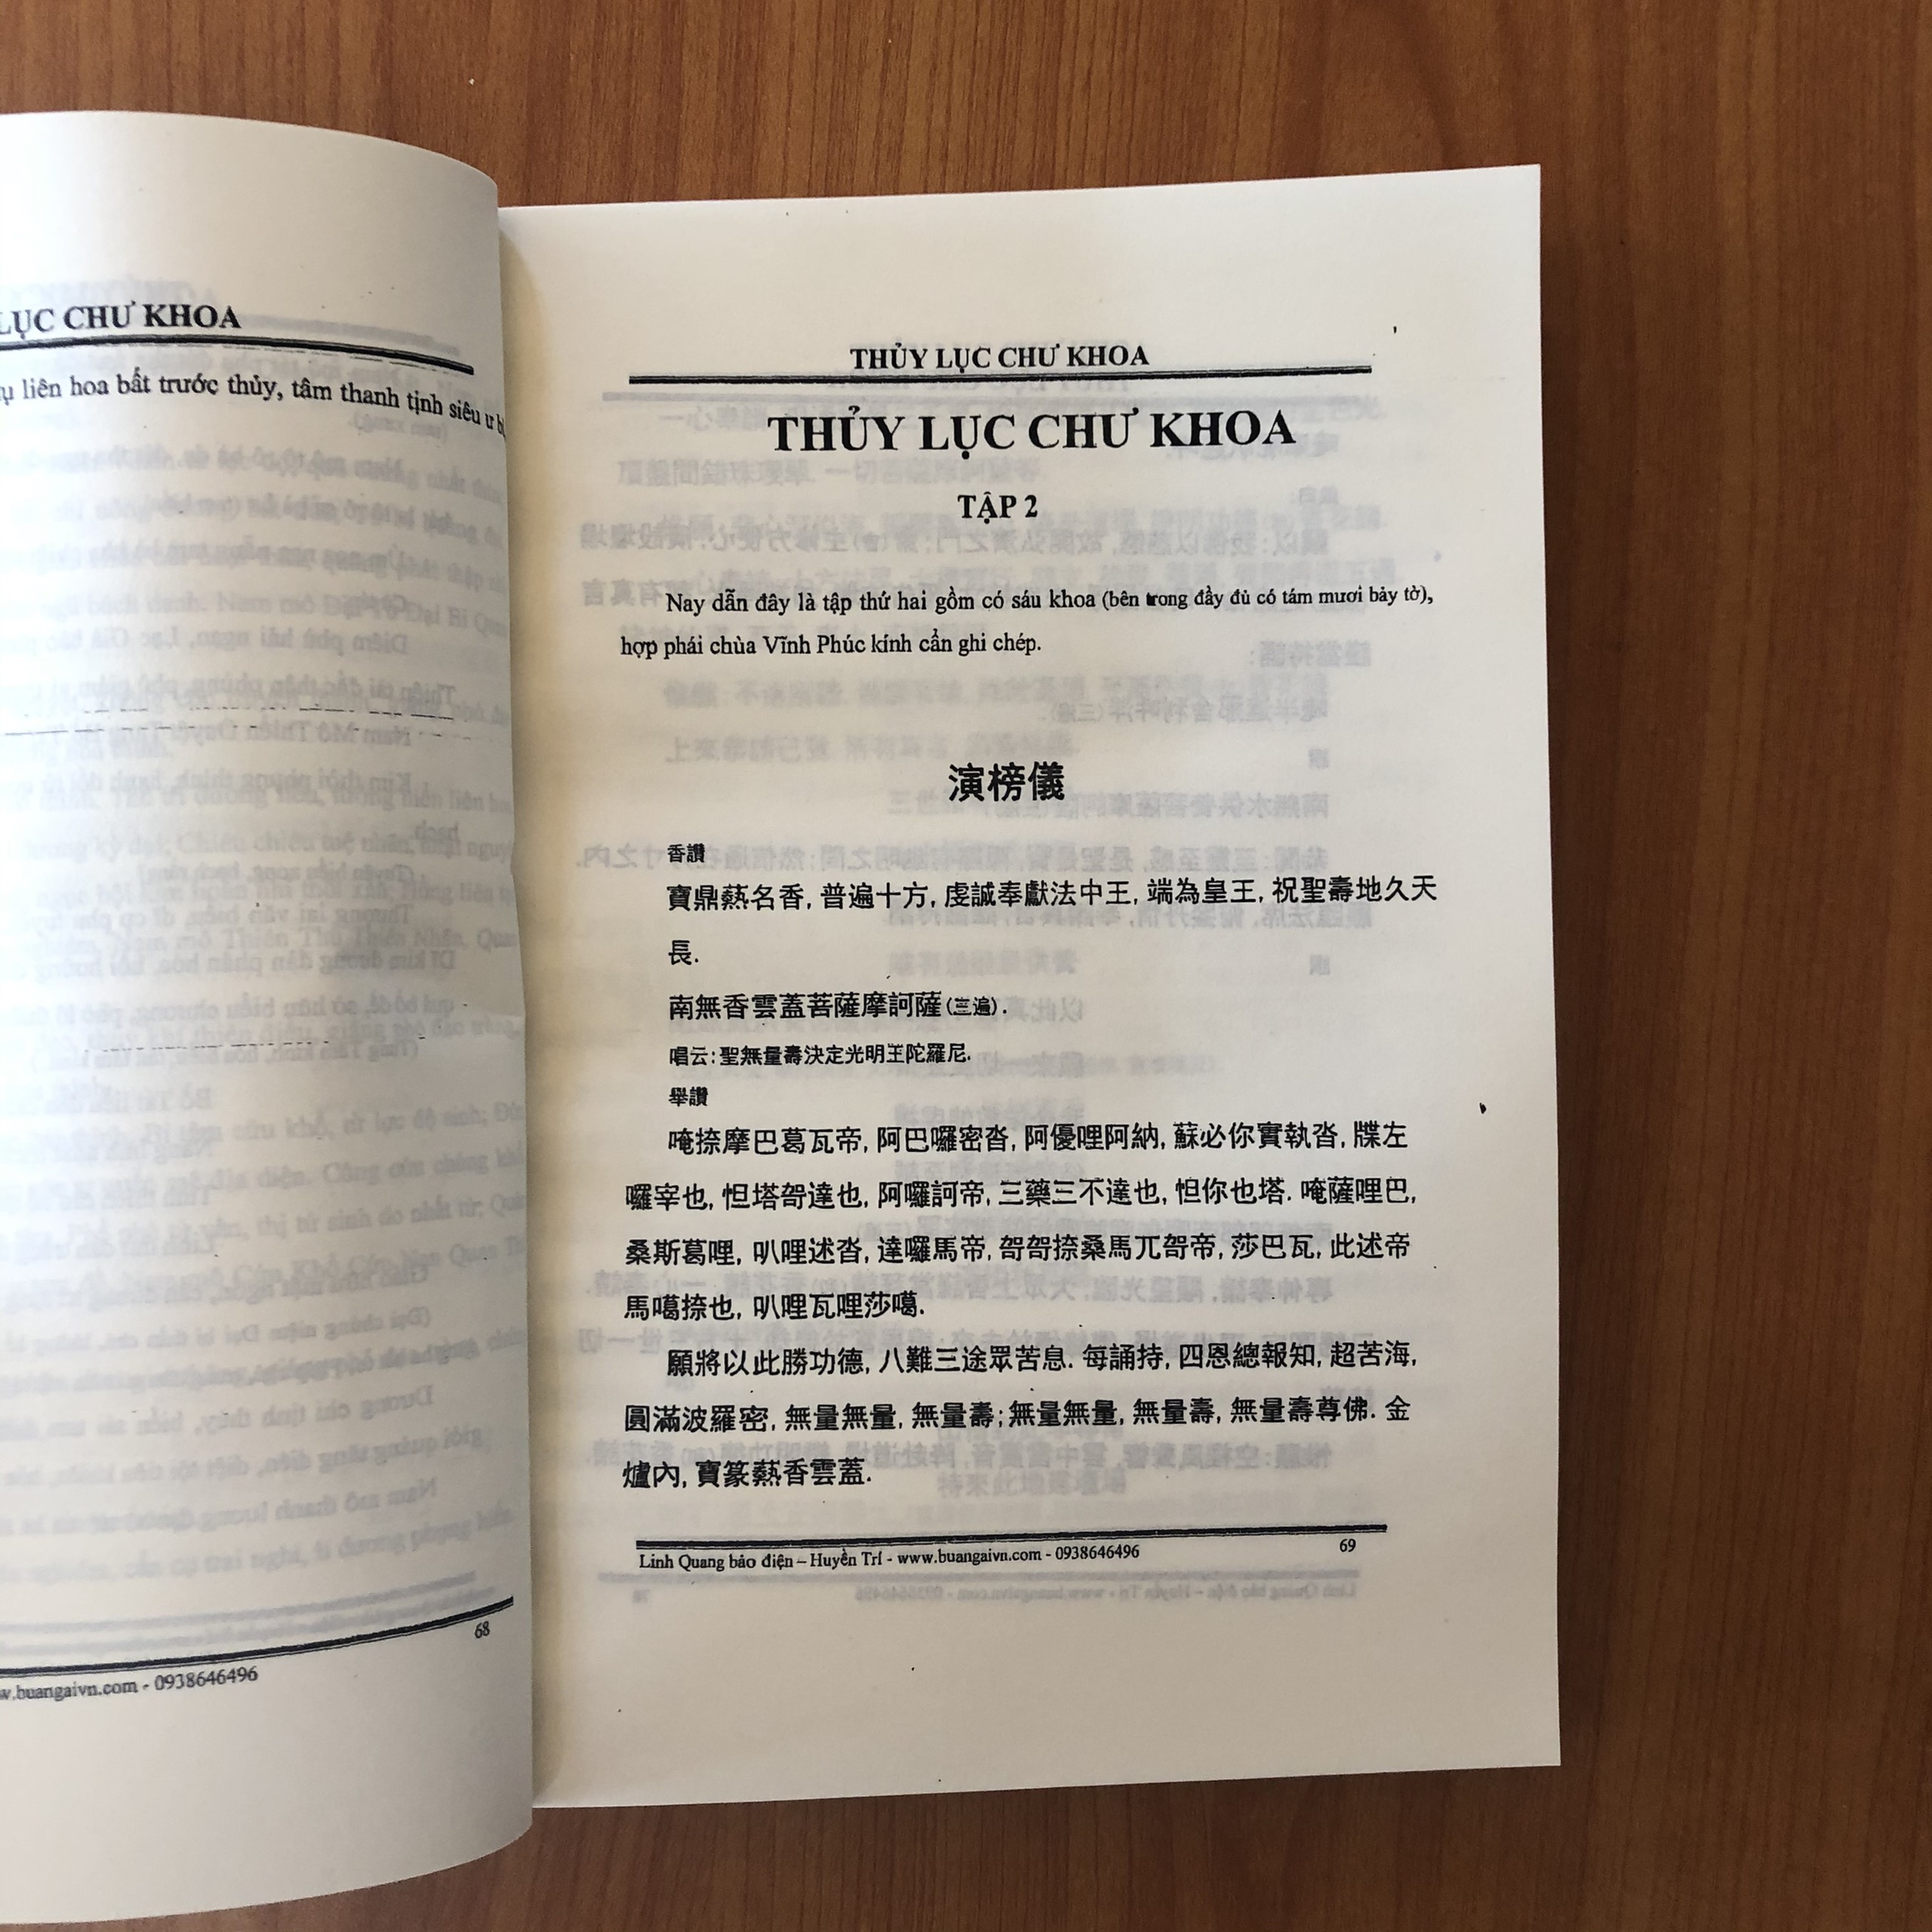 LỤC CHƯ KHOA
liên hoa bất trước thủy, tâm thanh tịnh siêu ư
68
.buangaivn.com - 0938646496
THỦY LỤC CHƯ KHOA
THỦY LỤC CHƯ KHOA
TẬP 2
Nay dẫn đây là tập thứ hai gồm có sáu khoa (bên trong đầy đủ có tám mươi bảy tờ),
hợp phái chùa Vĩnh Phúc kính cẩn ghi chép.
演榜儀
香讚
寶鼎爇名香, 普遍十方, 虔誠奉獻法中王, 端為皇王, 祝聖壽地久天
長.
南無香雲蓋菩薩摩訶薩 (三遍).
唱云: 聖無量壽決定光明王陀羅尼.
舉讚
唵捺摩巴葛瓦帝, 阿巴囉密沓, 阿優哩阿納, 蘇必你實執沓, 牒左
囉宰也, 怛塔哿達也, 阿囉訶帝, 三藥三不達也, 怛你也塔. 唵薩哩巴,
桑斯葛哩, 叭哩述沓, 達囉馬帝, 哿哿捺桑馬兀哿帝, 莎巴瓦, 此述帝
馬噶捺也, 叭哩瓦哩莎噶.
願將以此勝功德, 八難三途眾苦息. 每誦持, 四恩總報知, 超苦海,
圓滿波羅密, 無量無量, 無量壽; 無量無量, 無量壽, 無量壽尊佛. 金
爐內, 寶篆爇香雲蓋.
Linh Quang bảo điện – Huyền Trí - www.buangaivn.com - 0938646496 69